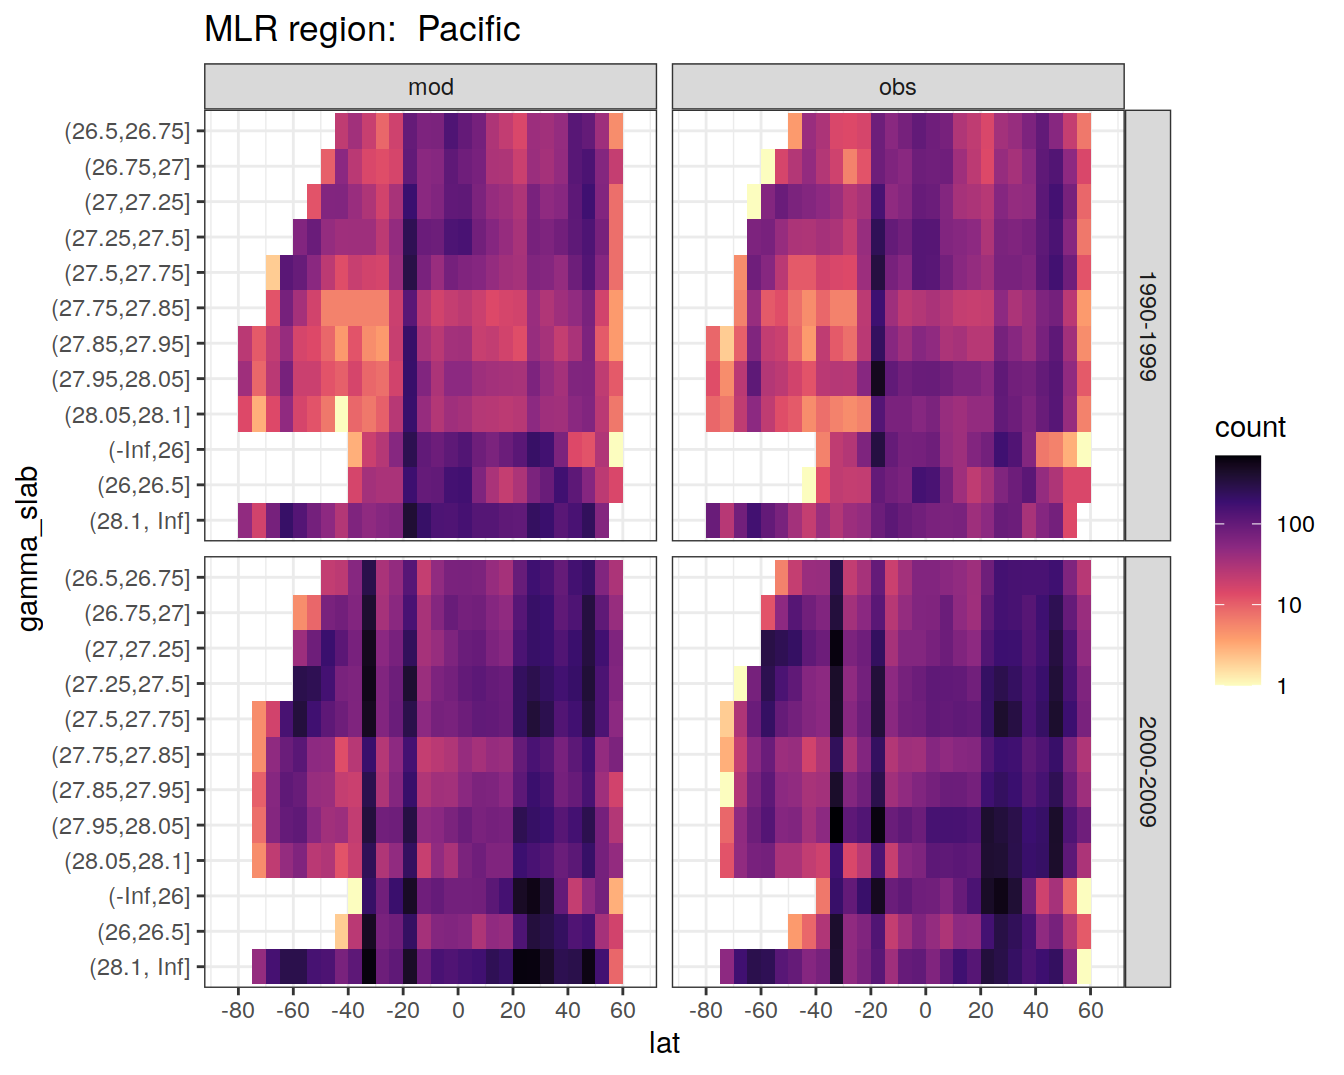 MLR region:  Pacific
mod
obs
(26.5,26.75]
(26.75,27]
(27,27.25]
(27.25,27.5]
(27.5,27.75]
(27.75,27.85]
(27.85,27.95]
(27.95,28.05]
(28.05,28.1]
(-Inf,26]
(26,26.5]
(28.1, Inf]
1990-1999
(26.5,26.75]
(26.75,27]
(27,27.25]
(27.25,27.5]
(27.5,27.75]
(27.75,27.85]
(27.85,27.95]
(27.95,28.05]
(28.05,28.1]
(-Inf,26]
(26,26.5]
(28.1, Inf]
2000-2009
gamma_slab
-80 -60 -40 -20 0 20 40 60
-80 -60 -40 -20 0 20 40 60
lat
count
100
10
1